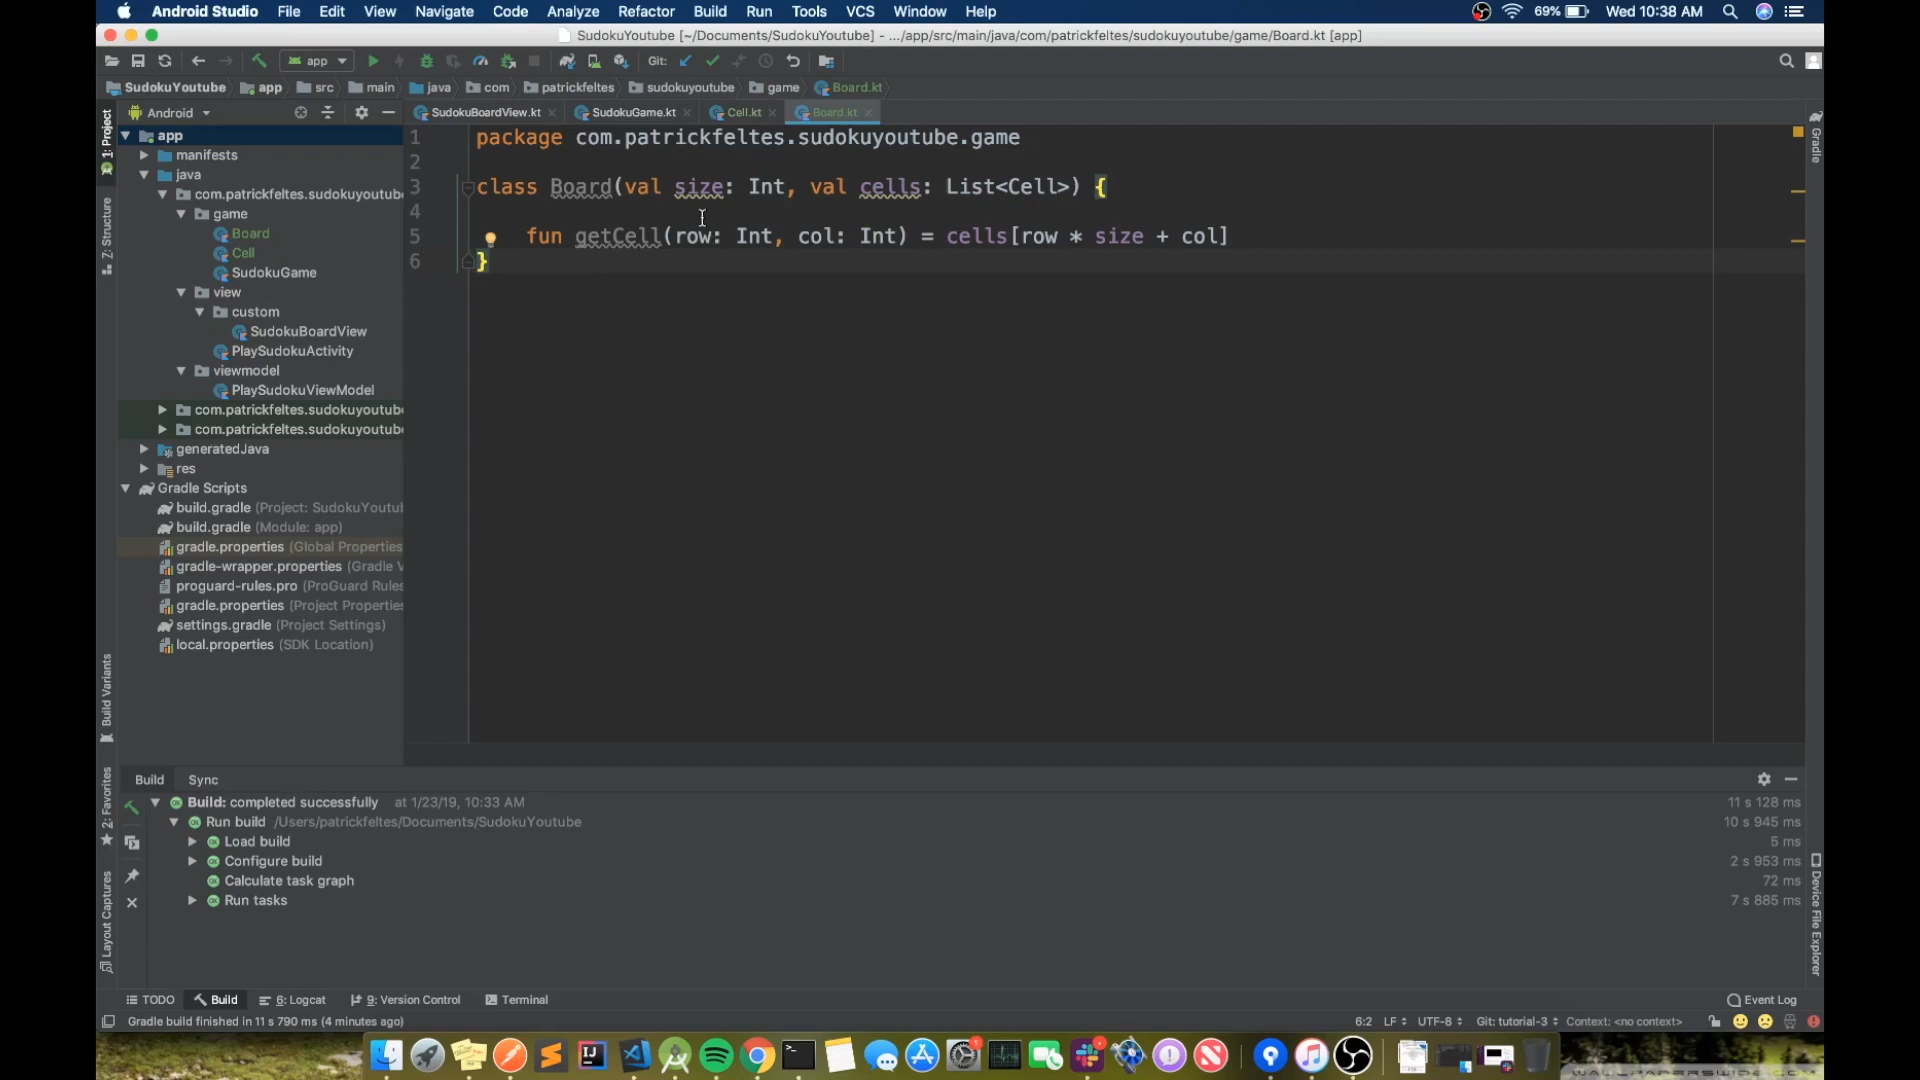 Android Studio File Edit View Navigate Code Analyze Refactor Build Run Tools VCS Window Help 69% Wed 10:38 AM
SudokuYoutube [~/Documents/SudokuYoutube] - .../app/src/main/java/com/patrickfeltes/sudokuyoutube/game/Board.kt [app]
app Git:
SudokuYoutube app src main java com patrickfeltes sudokuyoutube game Board.kt
Android SudokuBoardView.kt SudokuGame.kt Cell.kt Board.kt
1: Project
Z: Structure
Build Variants
2: Favorites
Layout Captures
app
manifests
java
com.patrickfeltes.sudokuyoutube
game
Board
Cell
SudokuGame
view
custom
SudokuBoardView
PlaySudokuActivity
viewmodel
PlaySudokuViewModel
com.patrickfeltes.sudokuyoutube
com.patrickfeltes.sudokuyoutube
generatedJava
res
Gradle Scripts
build.gradle (Project: SudokuYoutu
build.gradle (Module: app)
gradle.properties (Global Properties
gradle-wrapper.properties (Gradle V
proguard-rules.pro (ProGuard Rules
gradle.properties (Project Properties
settings.gradle (Project Settings)
local.properties (SDK Location)
1 package com.patrickfeltes.sudokuyoutube.game
2
3 class Board(val size: Int, val cells: List<Cell>) {
4
5 fun getCell(row: Int, col: Int) = cells[row * size + col]
6 }
Gradle
Device File Explorer
Build Sync
Build: completed successfully at 1/23/19, 10:33 AM 11 s 128 ms
Run build /Users/patrickfeltes/Documents/SudokuYoutube 10 s 945 ms
Load build 5 ms
Configure build 2 s 953 ms
Calculate task graph 72 ms
Run tasks 7 s 885 ms
TODO Build 6: Logcat 9: Version Control Terminal Event Log
Gradle build finished in 11 s 790 ms (4 minutes ago) 6:2 LF UTF-8 Git: tutorial-3 Context: <no context>